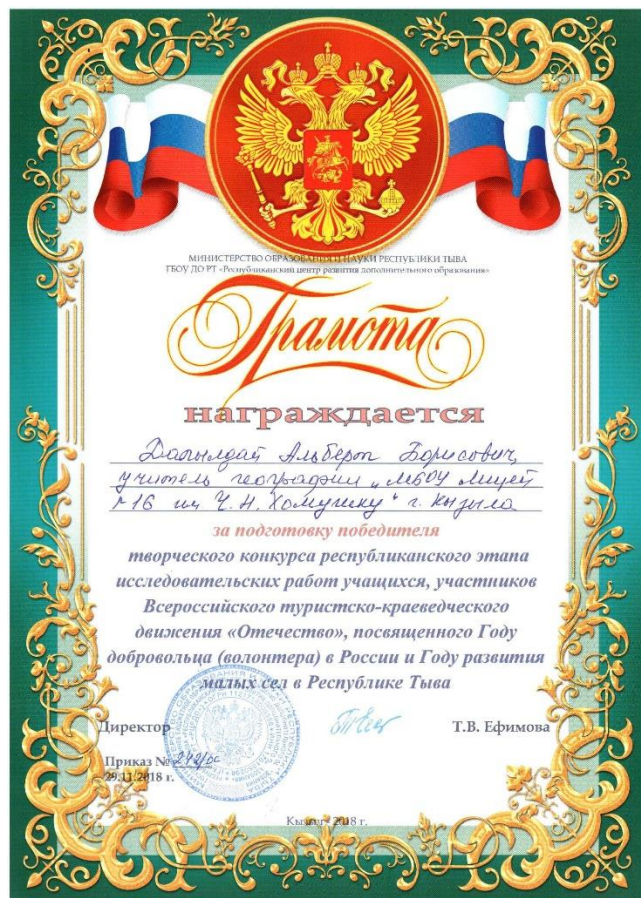 МИНИСТЕРСТВО ОБРАЗОВАНИЯ И НАУКИ РЕСПУБЛИКИ ТЫВА
ГБОУ ДО РТ «Республиканский центр развития дополнительного образования»
Грамота
награждается
Дагылдай Альберт Борисович,
учитель географии "МБОУ Лицей
№16 им Ч.Н. Хомушку" г. Кызыла
за подготовку победителя
творческого конкурса республиканского этапа
исследовательских работ учащихся, участников
Всероссийского туристско-краеведческого
движения «Отечество», посвященного Году
добровольца (волонтера) в России и Году развития
малых сел в Республике Тыва
Директор Т.В. Ефимова
Приказ № 242/од
29.11.2018 г.
Кызыл - 2018 г.